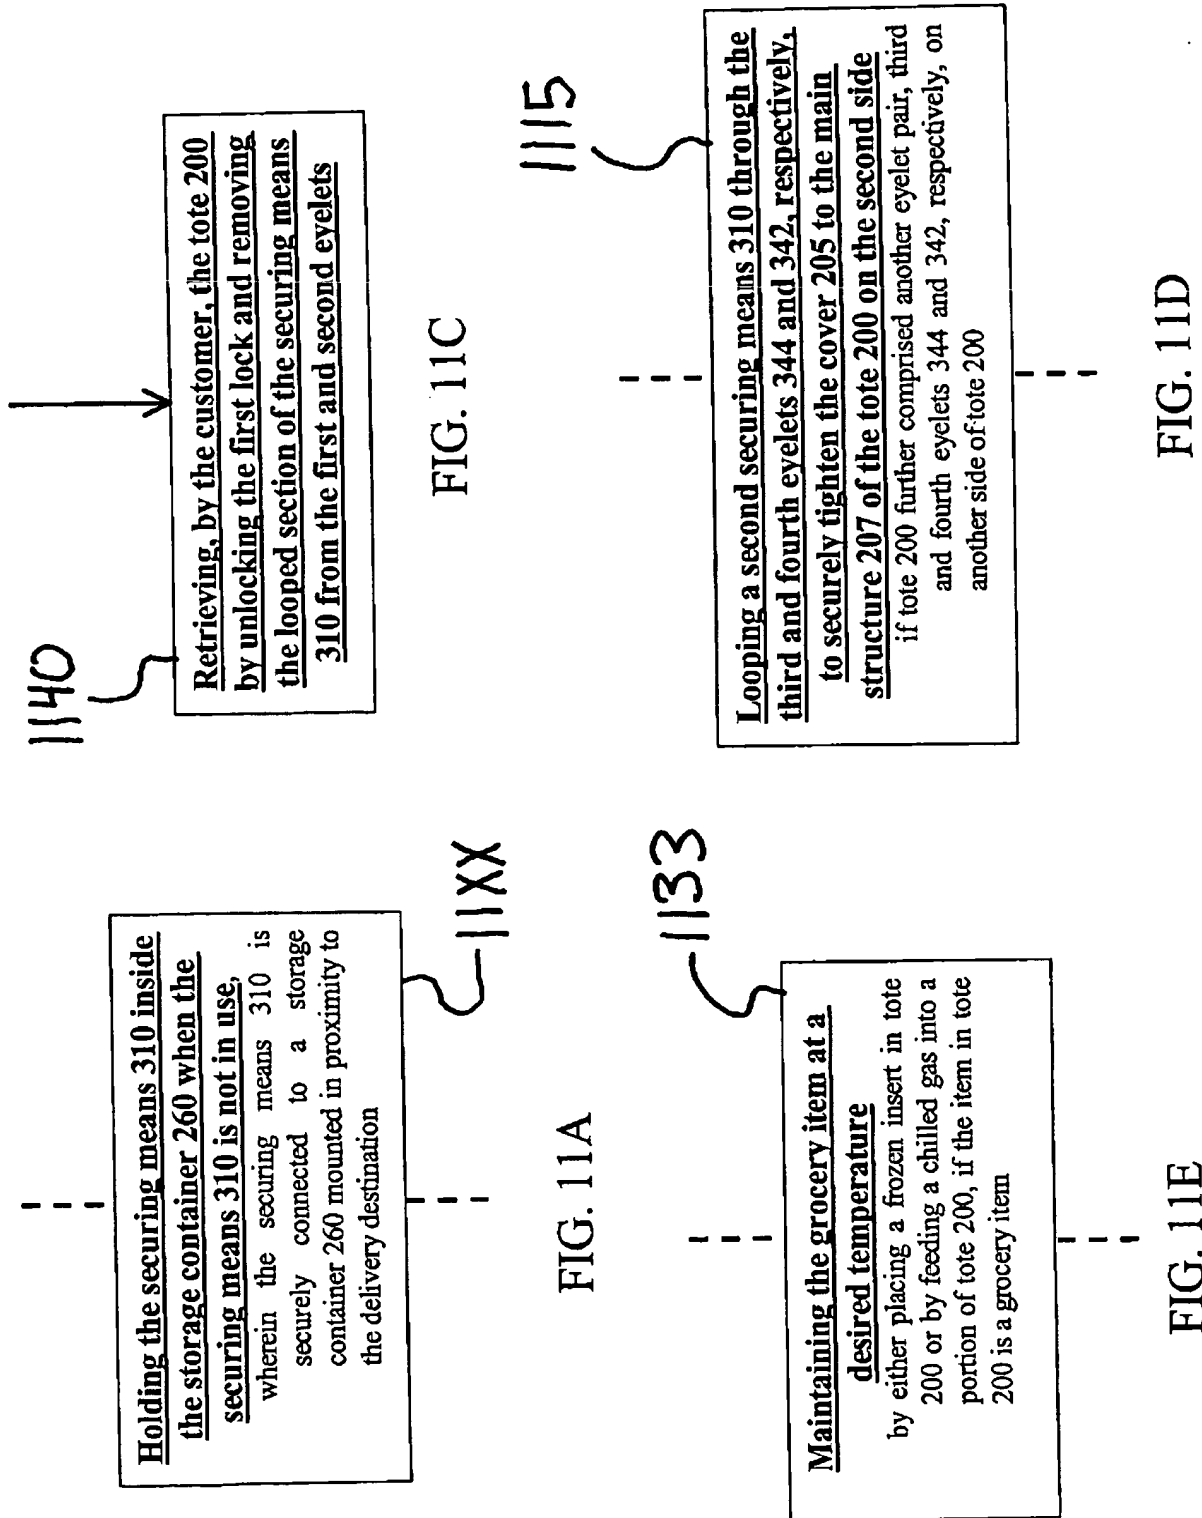 11XX
Holding the securing means 310 inside
the storage container 260 when the
securing means 310 is not in use,
wherein the securing means 310 is
securely connected to a storage
container 260 mounted in proximity to
the delivery destination
FIG. 11A
1140
Retrieving, by the customer, the tote 200
by unlocking the first lock and removing
the looped section of the securing means
310 from the first and second eyelets
FIG. 11C
1133
Maintaining the grocery item at a
desired temperature
by either placing a frozen insert in tote
200 or by feeding a chilled gas into a
portion of tote 200, if the item in tote
200 is a grocery item
FIG. 11E
1115
Looping a second securing means 310 through the
third and fourth eyelets 344 and 342, respectively,
to securely tighten the cover 205 to the main
structure 207 of the tote 200 on the second side
if tote 200 further comprised another eyelet pair, third
and fourth eyelets 344 and 342, respectively, on
another side of tote 200
FIG. 11D